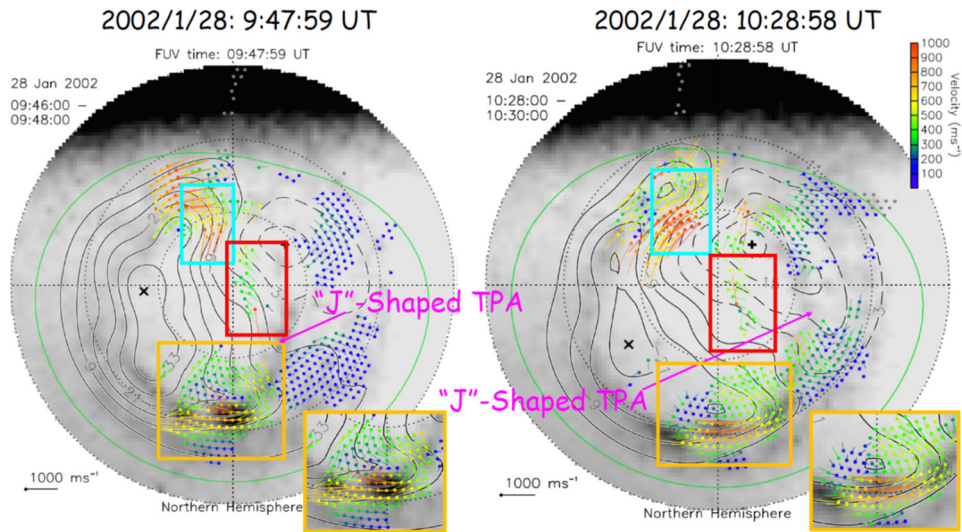 2002/1/28: 9:47:59 UT
FUV time: 09:47:59 UT
28 Jan 2002
09:46:00 –
09:48:00
"J"-Shaped TPA
1000 ms⁻¹
Northern Hemisphere
2002/1/28: 10:28:58 UT
FUV time: 10:28:58 UT
28 Jan 2002
10:28:00 –
10:30:00
1000
900
800
700
600
500
400
300
200
100
Velocity (ms⁻¹)
"J"-Shaped TPA
1000 ms⁻¹
Northern Hemisphere